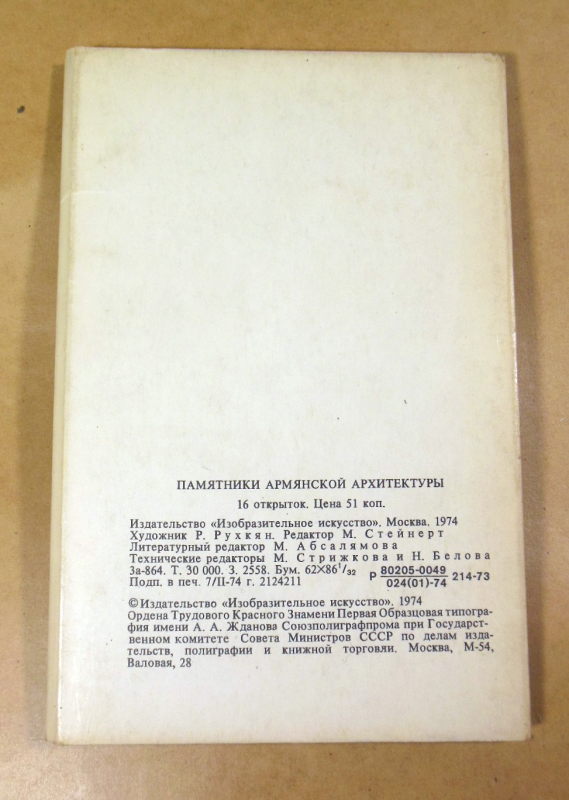 ПАМЯТНИКИ АРМЯНСКОЙ АРХИТЕКТУРЫ
16 открыток. Цена 51 коп.
Издательство «Изобразительное искусство». Москва. 1974
Художник Р. Рухкян. Редактор М. Стейнерт
Литературный редактор М. Абсалямова
Технические редакторы М. Стрижкова и Н. Белова
За-864. Т. 30 000. З. 2558. Бум. 62×86 1/32 Р 80205-0049 / 024(01)-74 214-73
Подп. в печ. 7/II-74 г. 2124211
© Издательство «Изобразительное искусство». 1974
Ордена Трудового Красного Знамени Первая Образцовая типогра-
фия имени А. А. Жданова Союзполиграфпрома при Государст-
венном комитете Совета Министров СССР по делам изда-
тельств, полиграфии и книжной торговли. Москва, М-54,
Валовая, 28